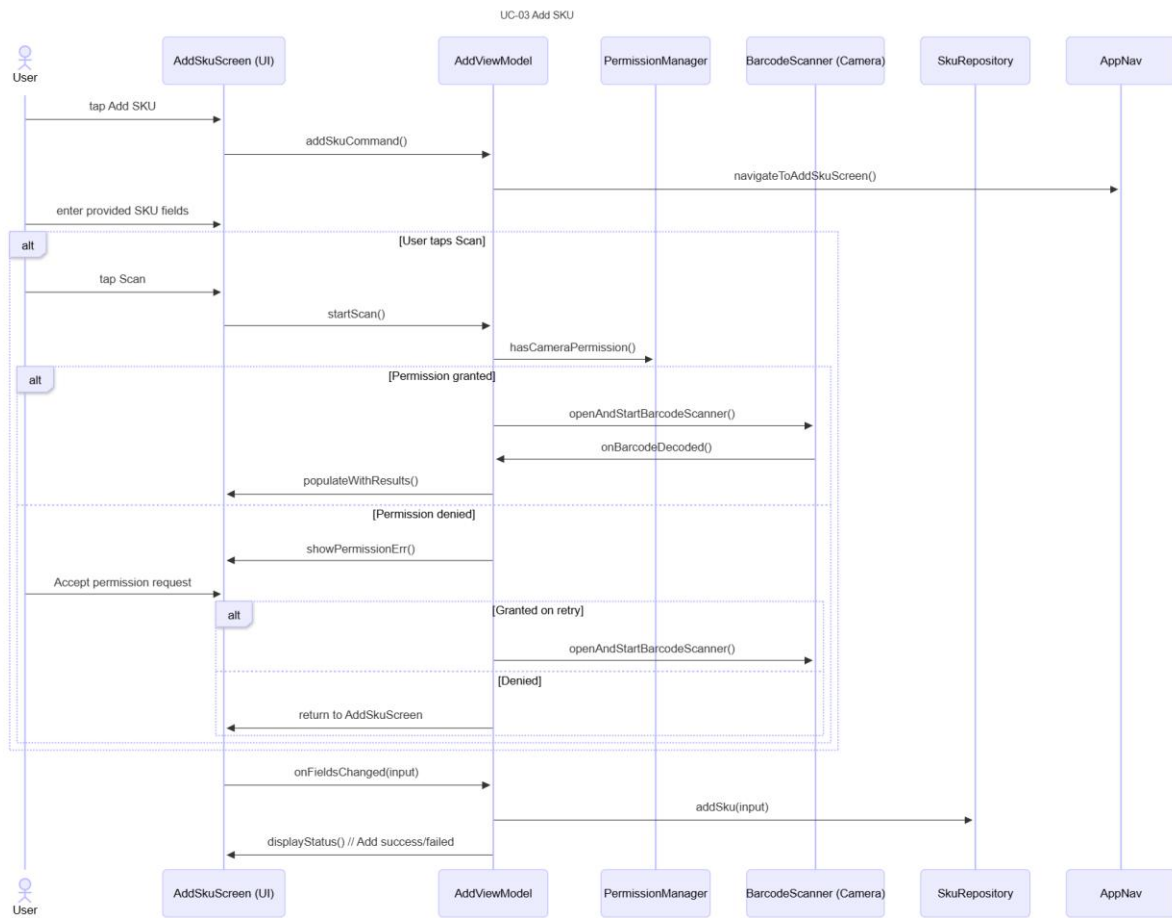 UC-03 Add SKU
User
AddSkuScreen (UI)
AddViewModel
PermissionManager
BarcodeScanner (Camera)
SkuRepository
AppNav
tap Add SKU
addSkuCommand()
navigateToAddSkuScreen()
enter provided SKU fields
alt
[User taps Scan]
tap Scan
startScan()
hasCameraPermission()
alt
[Permission granted]
openAndStartBarcodeScanner()
onBarcodeDecoded()
populateWithResults()
[Permission denied]
showPermissionErr()
Accept permission request
alt
[Granted on retry]
openAndStartBarcodeScanner()
[Denied]
return to AddSkuScreen
onFieldsChanged(input)
addSku(input)
displayStatus() // Add success/failed
User
AddSkuScreen (UI)
AddViewModel
PermissionManager
BarcodeScanner (Camera)
SkuRepository
AppNav